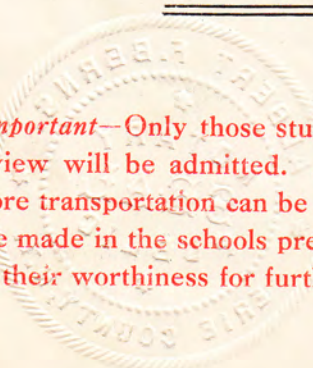 mportant—Only those stu
view will be admitted.
ore transportation can be
e made in the schools pre
their worthiness for furt